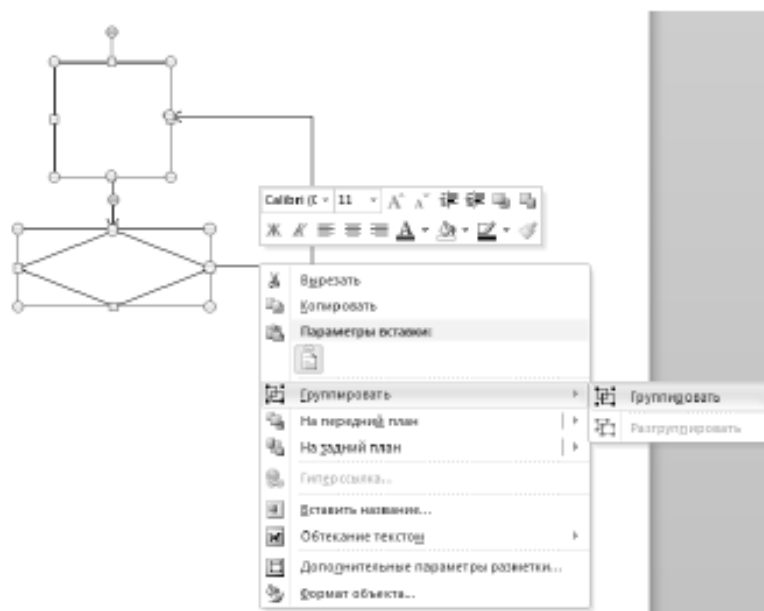 Calibri (С 11
Ж К
Вырезать
Копировать
Параметры вставки:
Группировать
Группировать
На передний план
Разгруппировать
На задний план
Гиперссылка...
Вставить название...
Обтекание текстом
Дополнительные параметры разметки...
Формат объекта...